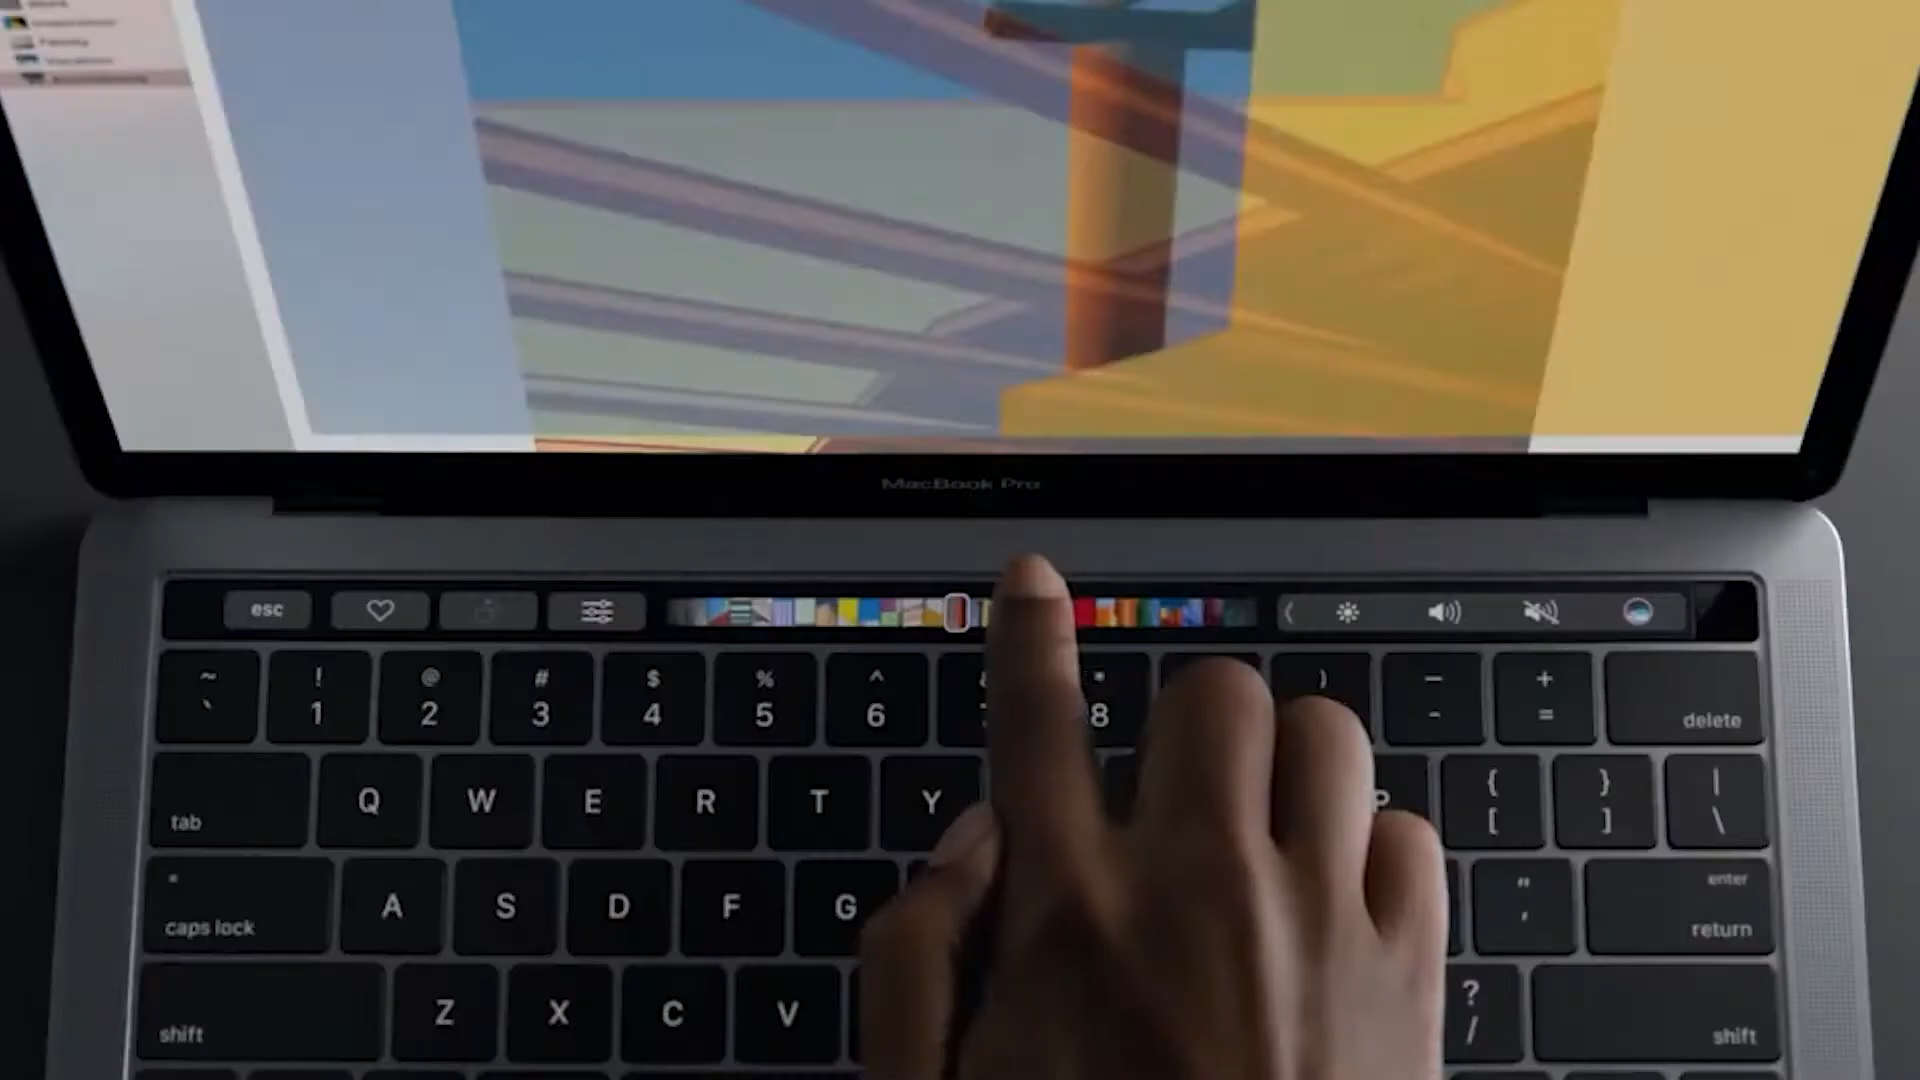 MacBook Pro
esc
~ ! @ # $ % ^ * ) — +
` 1 2 3 4 5 6 8 - = delete
tab Q W E R T Y P { [ } ] | \
caps lock A S D F G " ' enter return
shift Z X C V ? / shift